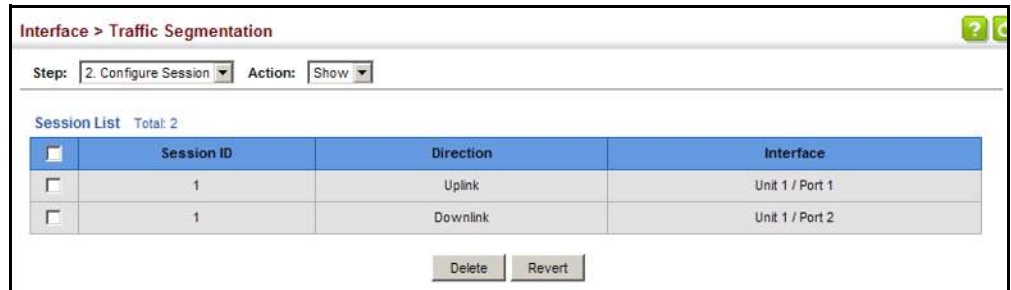 Interface > Traffic Segmentation
?
Step: 2. Configure Session Action: Show
Session List Total: 2
Session ID Direction Interface
1 Uplink Unit 1 / Port 1
1 Downlink Unit 1 / Port 2
Delete Revert